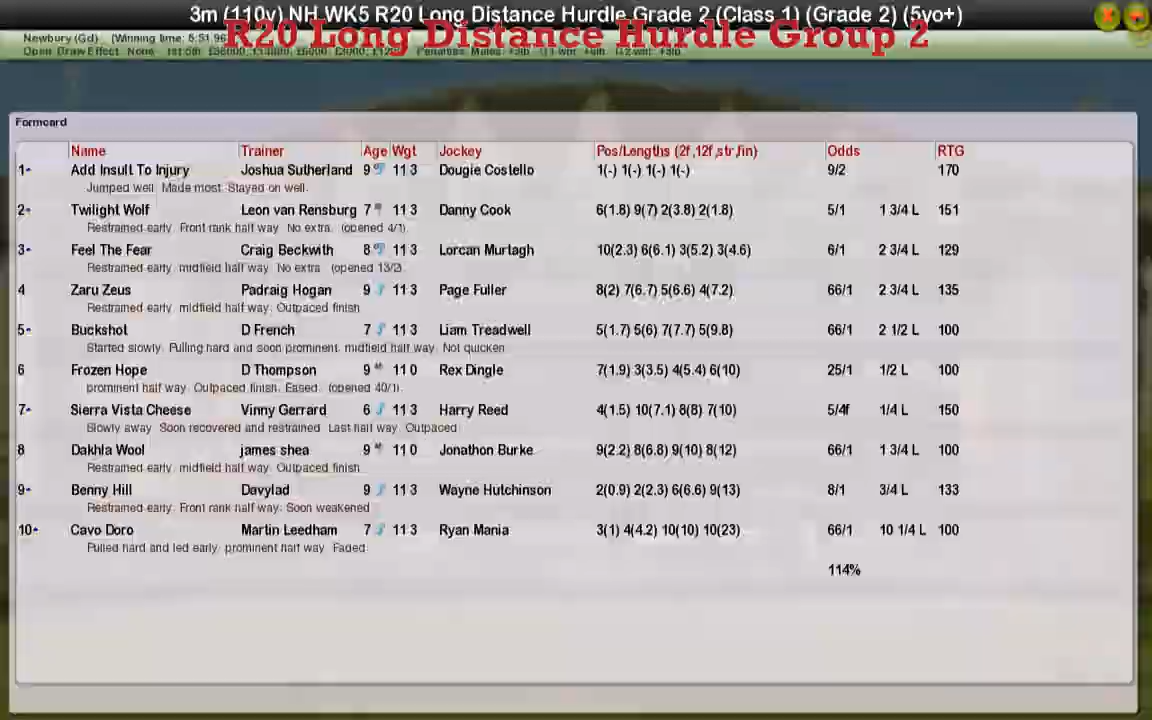 3m (110y) NH WK5 R20 Long Distance Hurdle Grade 2 (Class 1) (Grade 2) (5yo+)
R20 Long Distance Hurdle Group 2
Newbury (Gd) (Winning time: 5:51.96
Open Draw Effect: None 1st-5th:
Formcard
Name Trainer Age Wgt Jockey Pos/Lengths (2f,12f,str,fin) Odds RTG
1 Add Insult To Injury Joshua Sutherland 9 11 3 Dougie Costello 1(-) 1(-) 1(-) 1(-) 9/2 170
Jumped well. Made most. Stayed on well.
2 Twilight Wolf Leon van Rensburg 7 11 3 Danny Cook 6(1.8) 9(7) 2(3.8) 2(1.8) 5/1 1 3/4 L 151
Restrained early. Front rank half way. No extra. (opened 4/1).
3 Feel The Fear Craig Beckwith 8 11 3 Lorcan Murtagh 10(2.3) 6(6.1) 3(5.2) 3(4.6) 6/1 2 3/4 L 129
Restrained early. midfield half way. No extra. (opened 13/2).
4 Zaru Zeus Padraig Hogan 9 11 3 Page Fuller 8(2) 7(6.7) 5(6.6) 4(7.2) 66/1 2 3/4 L 135
Restrained early. midfield half way. Outpaced finish.
5 Buckshot D French 7 11 3 Liam Treadwell 5(1.7) 5(6) 7(7.7) 5(9.8) 66/1 2 1/2 L 100
Started slowly. Pulling hard and soon prominent. midfield half way. Not quicken.
6 Frozen Hope D Thompson 9 11 0 Rex Dingle 7(1.9) 3(3.5) 4(5.4) 6(10) 25/1 1/2 L 100
prominent half way. Outpaced finish. Eased. (opened 40/1).
7 Sierra Vista Cheese Vinny Gerrard 6 11 3 Harry Reed 4(1.5) 10(7.1) 8(8) 7(10) 5/4f 1/4 L 150
Slowly away. Soon recovered and restrained. Last half way. Outpaced.
8 Dakhla Wool james shea 9 11 0 Jonathon Burke 9(2.2) 8(6.8) 9(10) 8(12) 66/1 1 3/4 L 100
Restrained early. midfield half way. Outpaced finish.
9 Benny Hill Davylad 9 11 3 Wayne Hutchinson 2(0.9) 2(2.3) 6(6.6) 9(13) 8/1 3/4 L 133
Restrained early. Front rank half way. Soon weakened.
10 Cavo Doro Martin Leedham 7 11 3 Ryan Mania 3(1) 4(4.2) 10(10) 10(23) 66/1 10 1/4 L 100
Pulled hard and led early. prominent half way. Faded.
114%